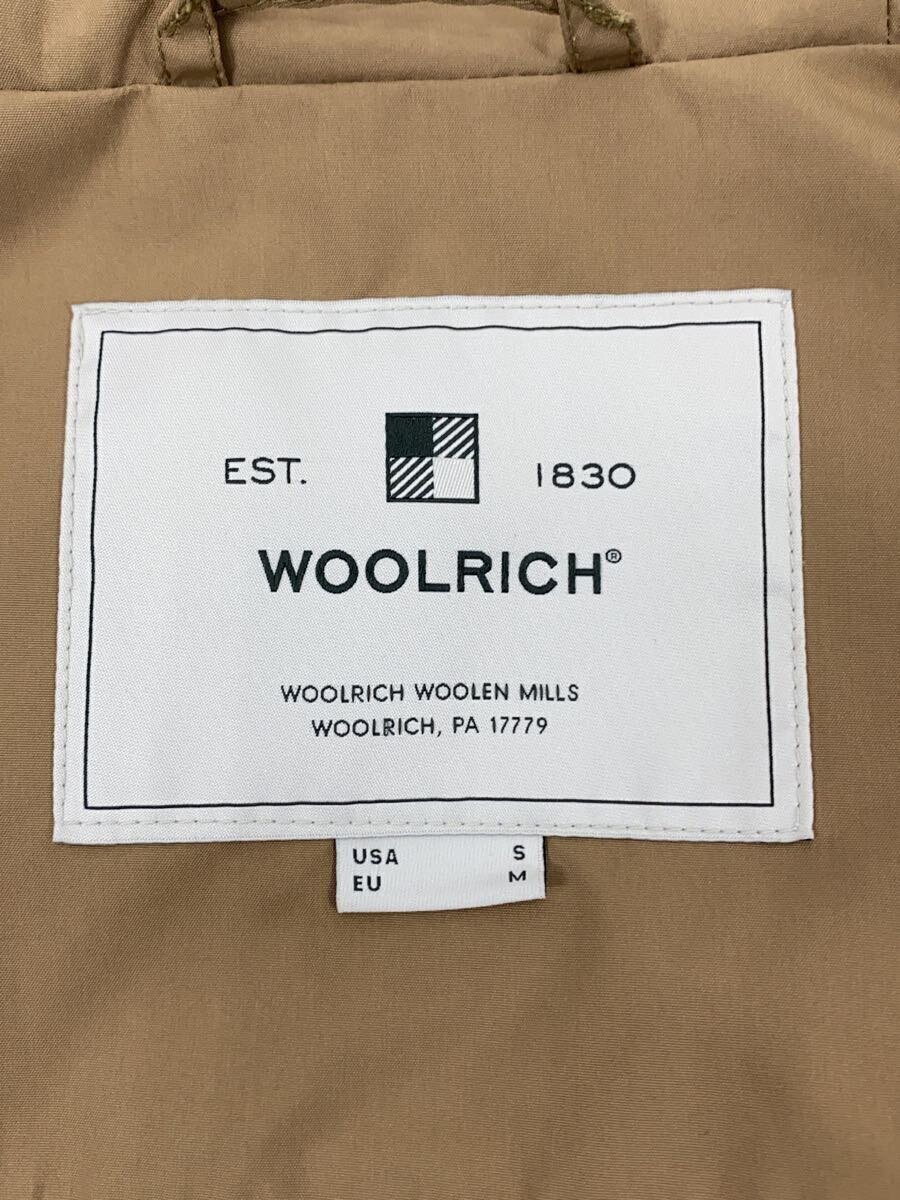 EST. 1830
WOOLRICH®
WOOLRICH WOOLEN MILLS
WOOLRICH, PA 17779
USA S
EU M